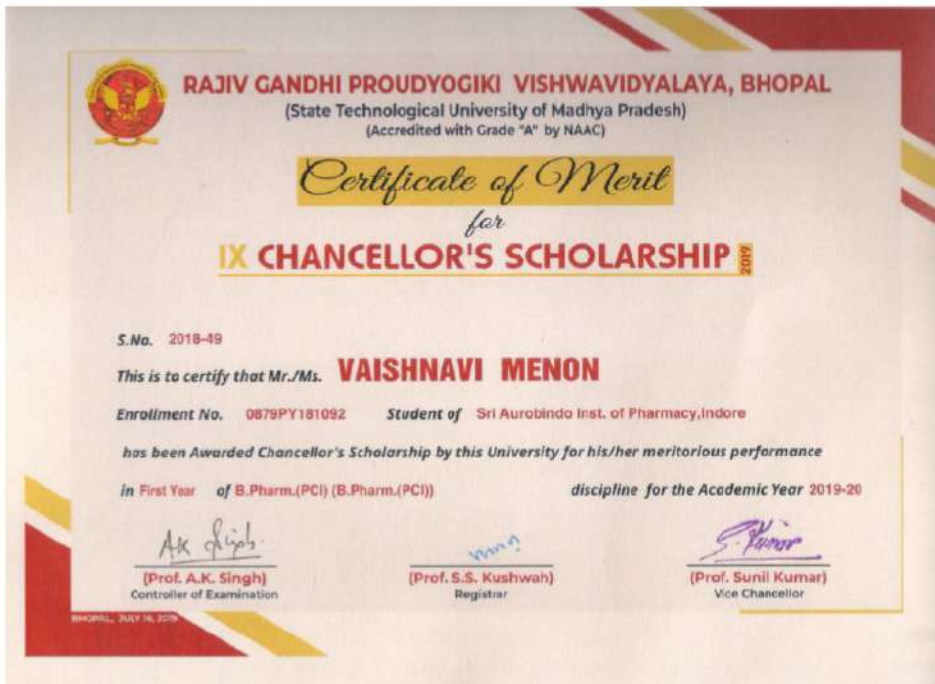 RAJIV GANDHI PROUDYOGIKI VISHWAVIDYALAYA, BHOPAL
(State Technological University of Madhya Pradesh)
(Accredited with Grade "A" by NAAC)
Certificate of Merit
for
IX CHANCELLOR'S SCHOLARSHIP 2019
S.No. 2018-49
This is to certify that Mr./Ms. VAISHNAVI MENON
Enrollment No. 0879PY181092 Student of Sri Aurobindo Inst. of Pharmacy,Indore
has been Awarded Chancellor's Scholarship by this University for his/her meritorious performance
in First Year of B.Pharm.(PCI) (B.Pharm.(PCI)) discipline for the Academic Year 2019-20
AK Singh S. Kumar
(Prof. A.K. Singh) (Prof. S.S. Kushwah) (Prof. Sunil Kumar)
Controller of Examination Registrar Vice Chancellor
BHOPAL, JULY 16, 2019